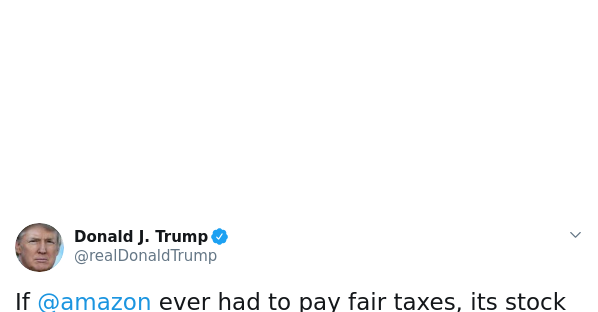 Donald J. Trump
@realDonaldTrump
If @amazon ever had to pay fair taxes, its stock